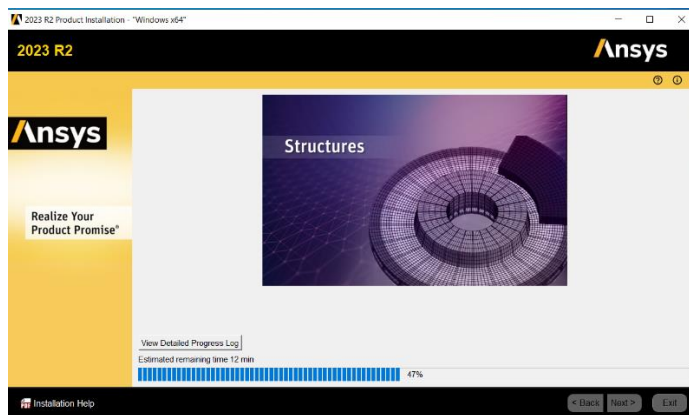 2023 R2 Product Installation - "Windows x64"
2023 R2
Ansys
Ansys
Structures
Realize Your
Product Promise®
View Detailed Progress Log
Estimated remaining time 12 min
47%
Installation Help
< Back Next > Exit